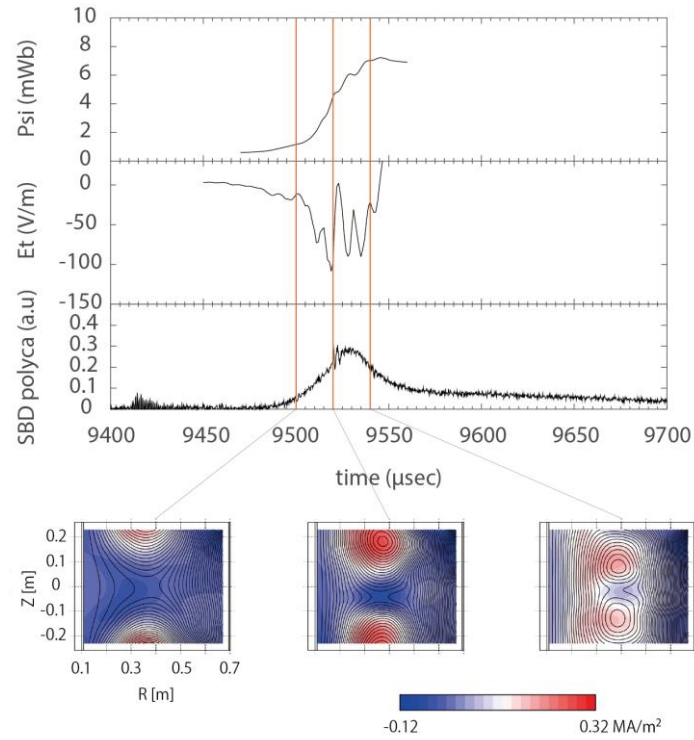 Psi (mWb)
10
8
6
4
2
0
Et (V/m)
0
-50
-100
-150
SBD polyca (a.u)
0.4
0.3
0.2
0.1
0
9400 9450 9500 9550 9600 9650 9700
time (μsec)
Z [m]
0.2
0.1
0
-0.1
-0.2
0.1 0.3 0.5 0.7
R [m]
-0.12 0.32 MA/m²